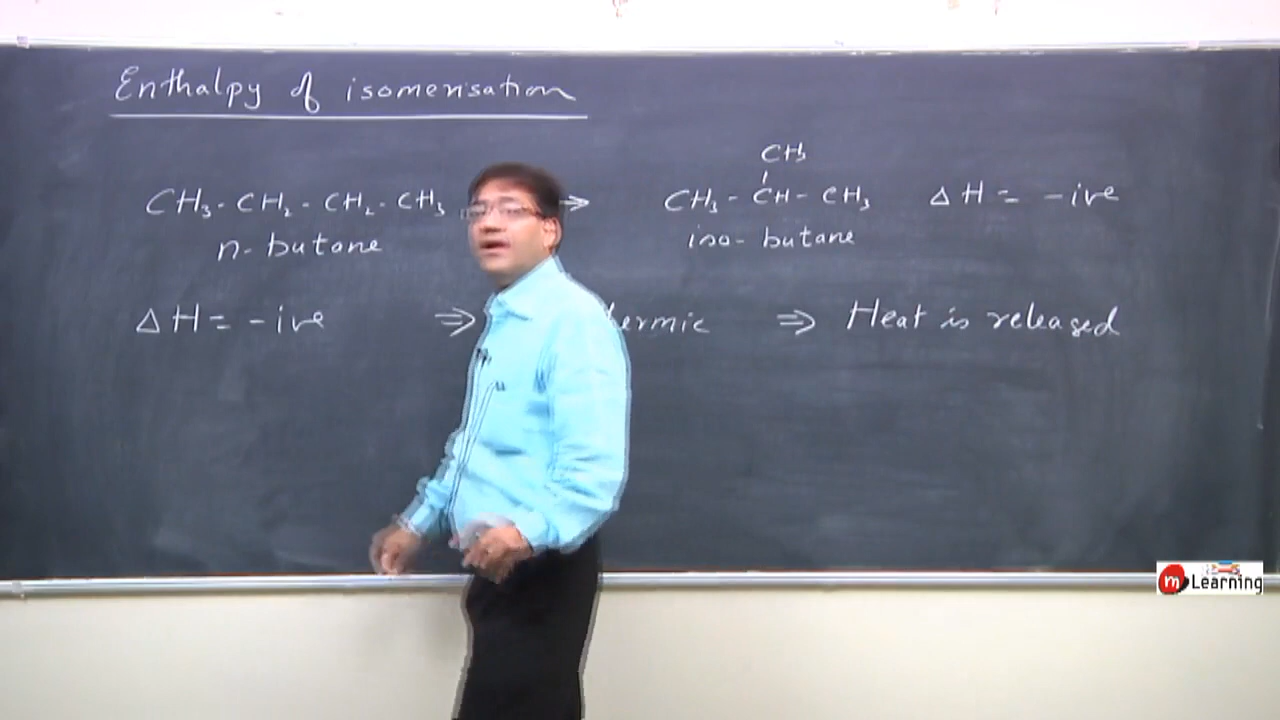 Enthalpy of isomerisation
CH3
CH3 - CH2 - CH2 - CH3 → CH3 - CH - CH3 ΔH = -ive
n-butane iso-butane
ΔH = -ive ⇒ ermic ⇒ Heat is released
m Learning